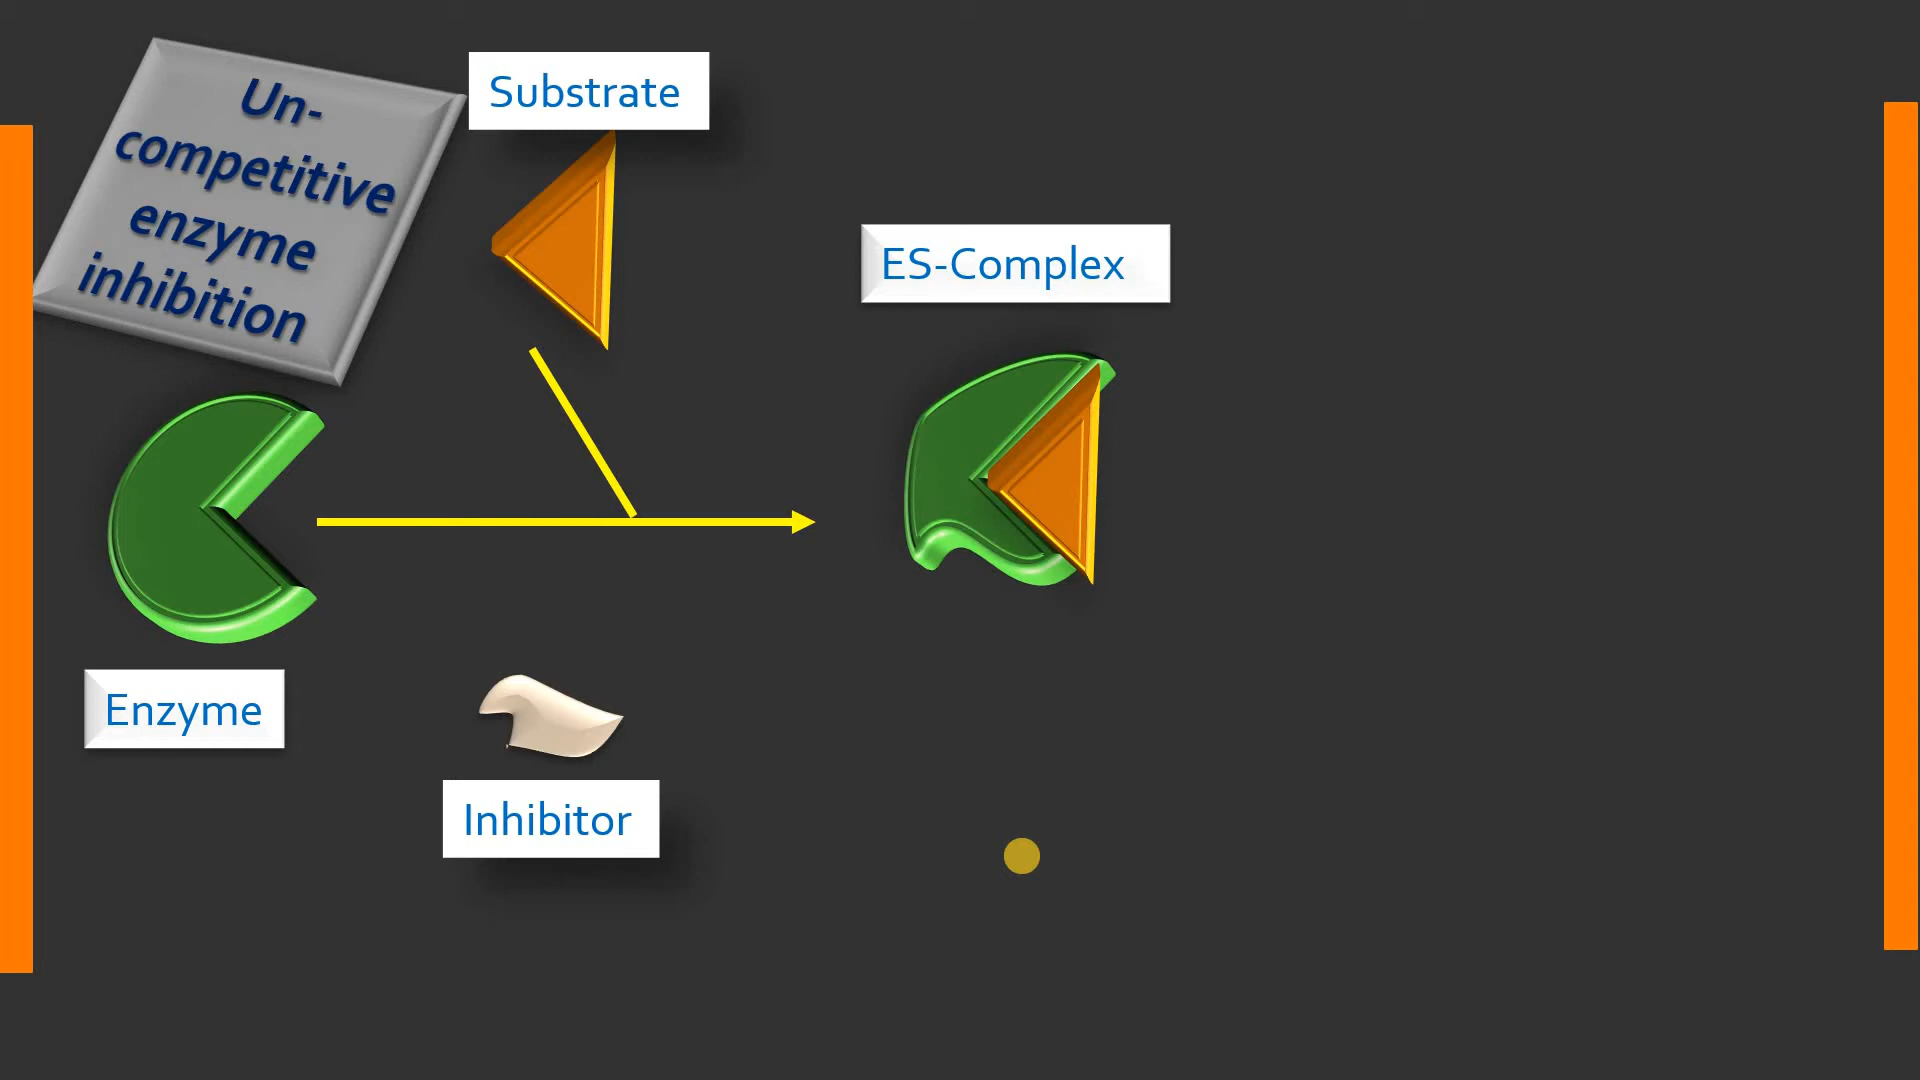 Un-
competitive
enzyme
inhibition
Substrate
ES-Complex
Enzyme
Inhibitor